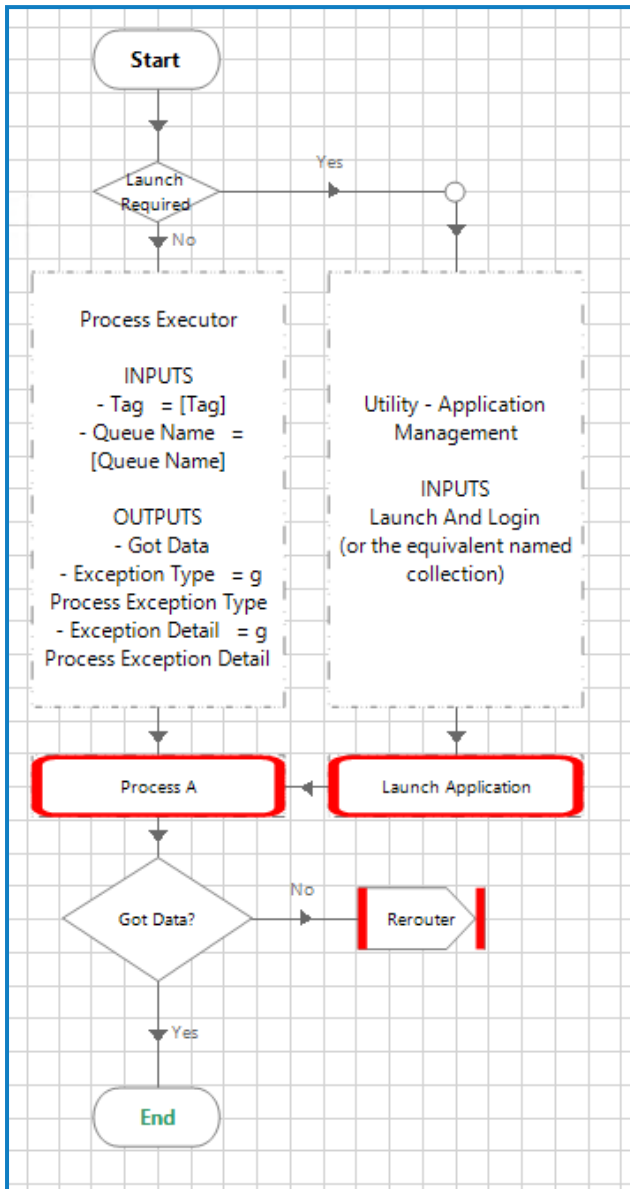 Start
Launch
Required
Yes
No
Process Executor
INPUTS
- Tag = [Tag]
- Queue Name =
[Queue Name]
OUTPUTS
- Got Data
- Exception Type = g
Process Exception Type
- Exception Detail = g
Process Exception Detail
Utility - Application
Management
INPUTS
Launch And Login
(or the equivalent named
collection)
Process A
Launch Application
Got Data?
No
Rerouter
Yes
End